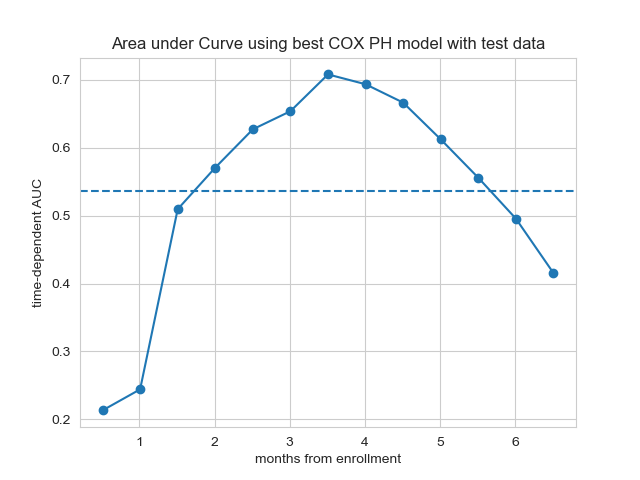 Area under Curve using best COX PH model with test data
time-dependent AUC
0.7
0.6
0.5
0.4
0.3
0.2
1 2 3 4 5 6
months from enrollment